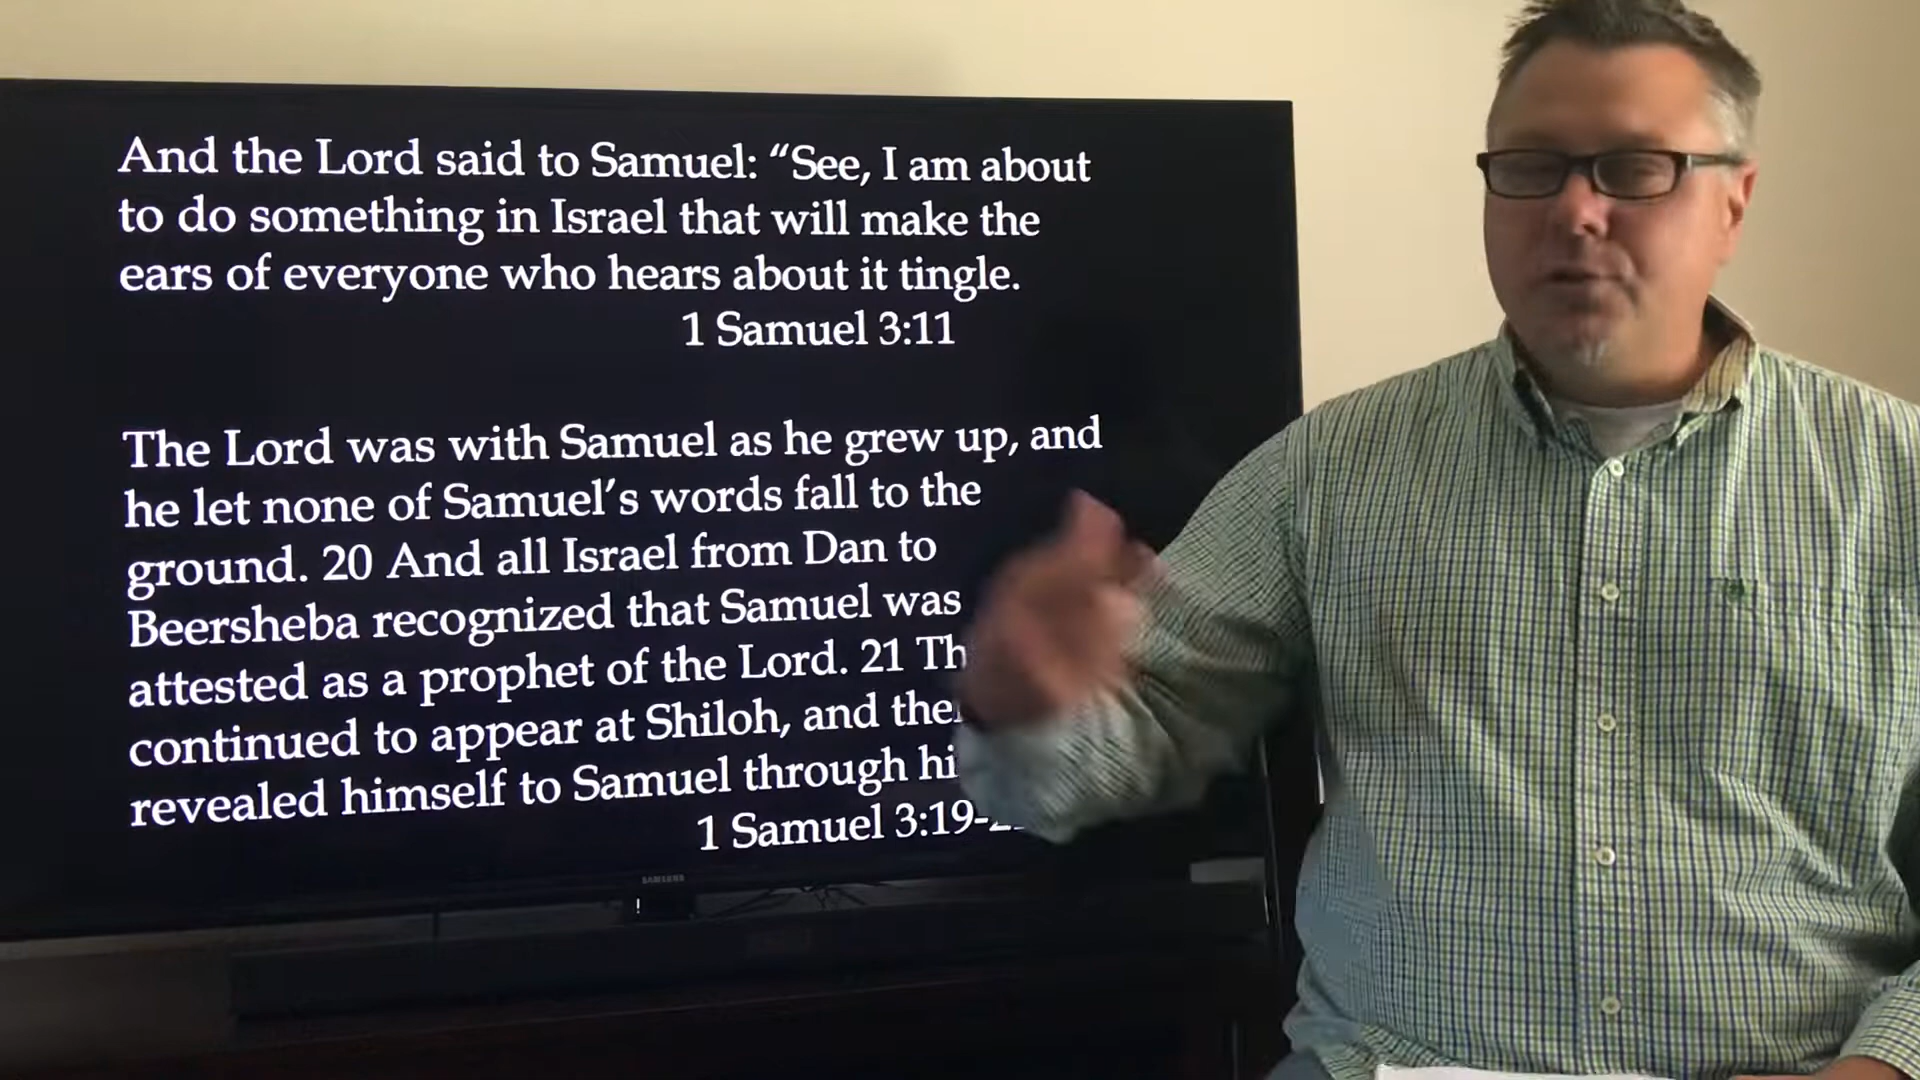 And the Lord said to Samuel: “See, I am about
to do something in Israel that will make the
ears of everyone who hears about it tingle.
1 Samuel 3:11
The Lord was with Samuel as he grew up, and
he let none of Samuel’s words fall to the
ground. 20 And all Israel from Dan to
Beersheba recognized that Samuel was
attested as a prophet of the Lord. 21
continued to appear at Shiloh, and
revealed himself to Samuel through
1 Samuel 3:19-
SAMSUNG